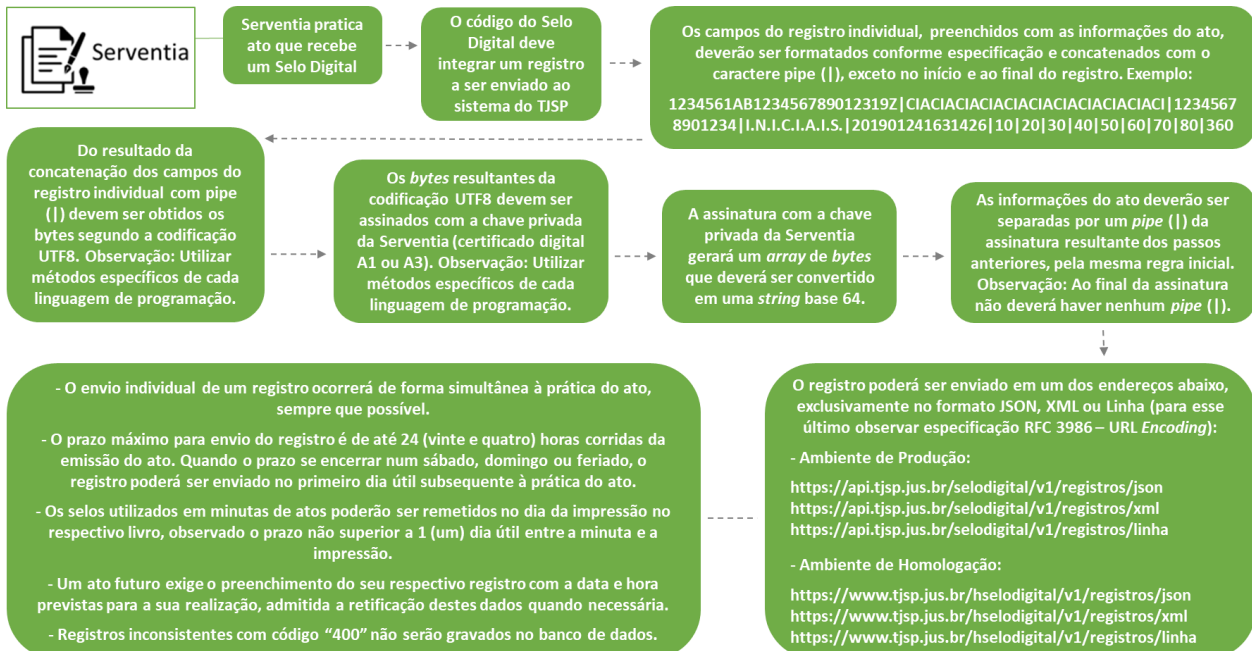 Serventia
Serventia pratica
ato que recebe
um Selo Digital
O código do Selo
Digital deve
integrar um registro
a ser enviado ao
sistema do TJSP
Os campos do registro individual, preenchidos com as informações do ato,
deverão ser formatados conforme especificação e concatenados com o
caractere pipe (|), exceto no início e ao final do registro. Exemplo:
1234561AB123456789012319Z|CIACIACIACIACIACIACIACIACIACIACIACI|1234567
8901234|I.N.I.C.I.A.I.S.|201901241631426|10|20|30|40|50|60|70|80|360
Do resultado da
concatenação dos campos do
registro individual com pipe
(|) devem ser obtidos os
bytes segundo a codificação
UTF8. Observação: Utilizar
métodos específicos de cada
linguagem de programação.
Os bytes resultantes da
codificação UTF8 devem ser
assinados com a chave privada
da Serventia (certificado digital
A1 ou A3). Observação: Utilizar
métodos específicos de cada
linguagem de programação.
A assinatura com a chave
privada da Serventia
gerará um array de bytes
que deverá ser convertido
em uma string base 64.
As informações do ato deverão ser
separadas por um pipe (|) da
assinatura resultante dos passos
anteriores, pela mesma regra inicial.
Observação: Ao final da assinatura
não deverá haver nenhum pipe (|).
O registro poderá ser enviado em um dos endereços abaixo,
exclusivamente no formato JSON, XML ou Linha (para esse
último observar especificação RFC 3986 – URL Encoding):
- Ambiente de Produção:
https://api.tjsp.jus.br/selodigital/v1/registros/json
https://api.tjsp.jus.br/selodigital/v1/registros/xml
https://api.tjsp.jus.br/selodigital/v1/registros/linha
- Ambiente de Homologação:
https://www.tjsp.jus.br/hselodigital/v1/registros/json
https://www.tjsp.jus.br/hselodigital/v1/registros/xml
https://www.tjsp.jus.br/hselodigital/v1/registros/linha
- O envio individual de um registro ocorrerá de forma simultânea à prática do ato,
sempre que possível.
- O prazo máximo para envio do registro é de até 24 (vinte e quatro) horas corridas da
emissão do ato. Quando o prazo se encerrar num sábado, domingo ou feriado, o
registro poderá ser enviado no primeiro dia útil subsequente à prática do ato.
- Os selos utilizados em minutas de atos poderão ser remetidos no dia da impressão no
respectivo livro, observado o prazo não superior a 1 (um) dia útil entre a minuta e a
impressão.
- Um ato futuro exige o preenchimento do seu respectivo registro com a data e hora
previstas para a sua realização, admitida a retificação destes dados quando necessária.
- Registros inconsistentes com código “400” não serão gravados no banco de dados.